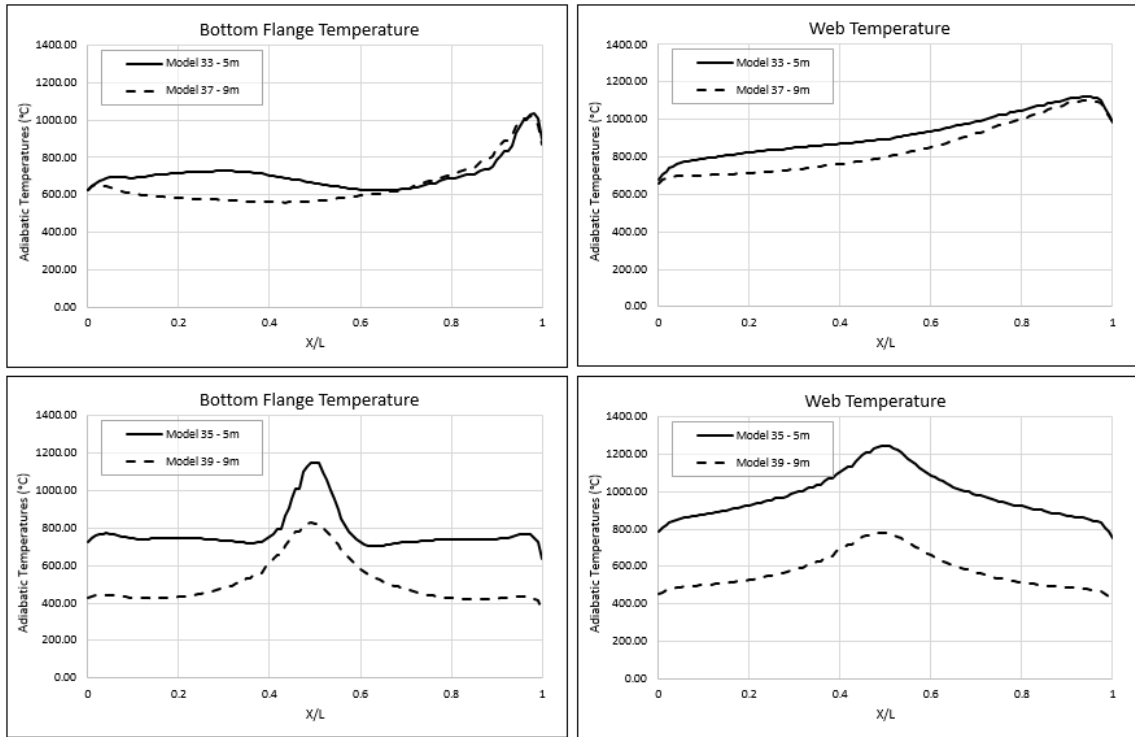 Bottom Flange Temperature
1400.00
1200.00
1000.00
800.00
600.00
400.00
200.00
0.00
Adiabatic Temperatures (°C)
Model 33 - 5m
Model 37 - 9m
0 0.2 0.4 0.6 0.8 1
X/L
Web Temperature
1400.00
1200.00
1000.00
800.00
600.00
400.00
200.00
0.00
Adiabatic Temperatures (°C)
Model 33 - 5m
Model 37 - 9m
0 0.2 0.4 0.6 0.8 1
X/L
Bottom Flange Temperature
1400.00
1200.00
1000.00
800.00
600.00
400.00
200.00
0.00
Adiabatic Temperatures (°C)
Model 35 - 5m
Model 39 - 9m
0 0.2 0.4 0.6 0.8 1
X/L
Web Temperature
1400.00
1200.00
1000.00
800.00
600.00
400.00
200.00
0.00
Adiabatic Temperatures (°C)
Model 35 - 5m
Model 39 - 9m
0 0.2 0.4 0.6 0.8 1
X/L